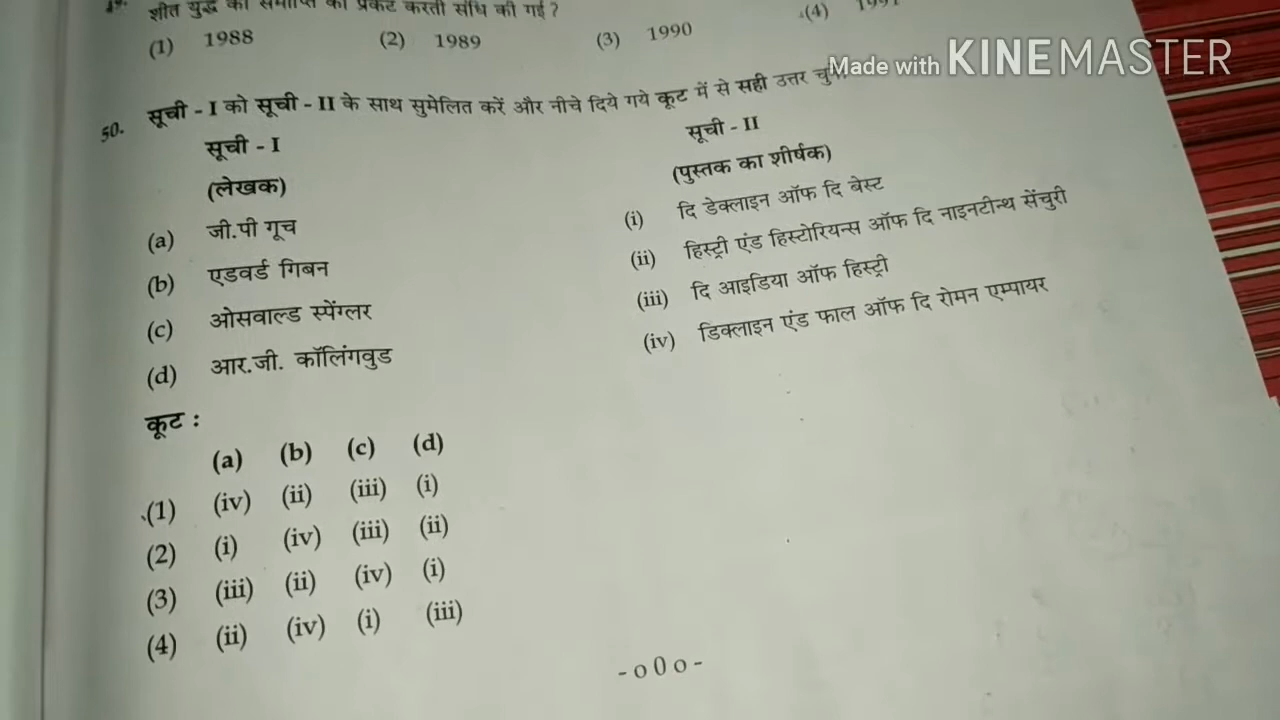 शीत युद्ध की समाप्ति को प्रकट करती संधि की गई ?
(1) 1988 (2) 1989 (3) 1990 (4) 1991
Made with KINEMASTER
50. सूची - I को सूची - II के साथ सुमेलित करें और नीचे दिये गये कूट में से सही उत्तर
सूची - I सूची - II
(लेखक) (पुस्तक का शीर्षक)
(a) जी.पी गूच (i) दि डेक्लाइन ऑफ दि बेस्ट
(b) एडवर्ड गिबन (ii) हिस्ट्री एंड हिस्टोरियन्स ऑफ दि नाइनटीन्थ सेंचुरी
(c) ओसवाल्ड स्पेंग्लर (iii) दि आइडिया ऑफ हिस्ट्री
(d) आर.जी. कॉलिंगवुड (iv) डिक्लाइन एंड फाल ऑफ दि रोमन एम्पायर
कूट :
(a) (b) (c) (d)
(1) (iv) (ii) (iii) (i)
(2) (i) (iv) (iii) (ii)
(3) (iii) (ii) (iv) (i)
(4) (ii) (iv) (i) (iii)
- o 0 o -